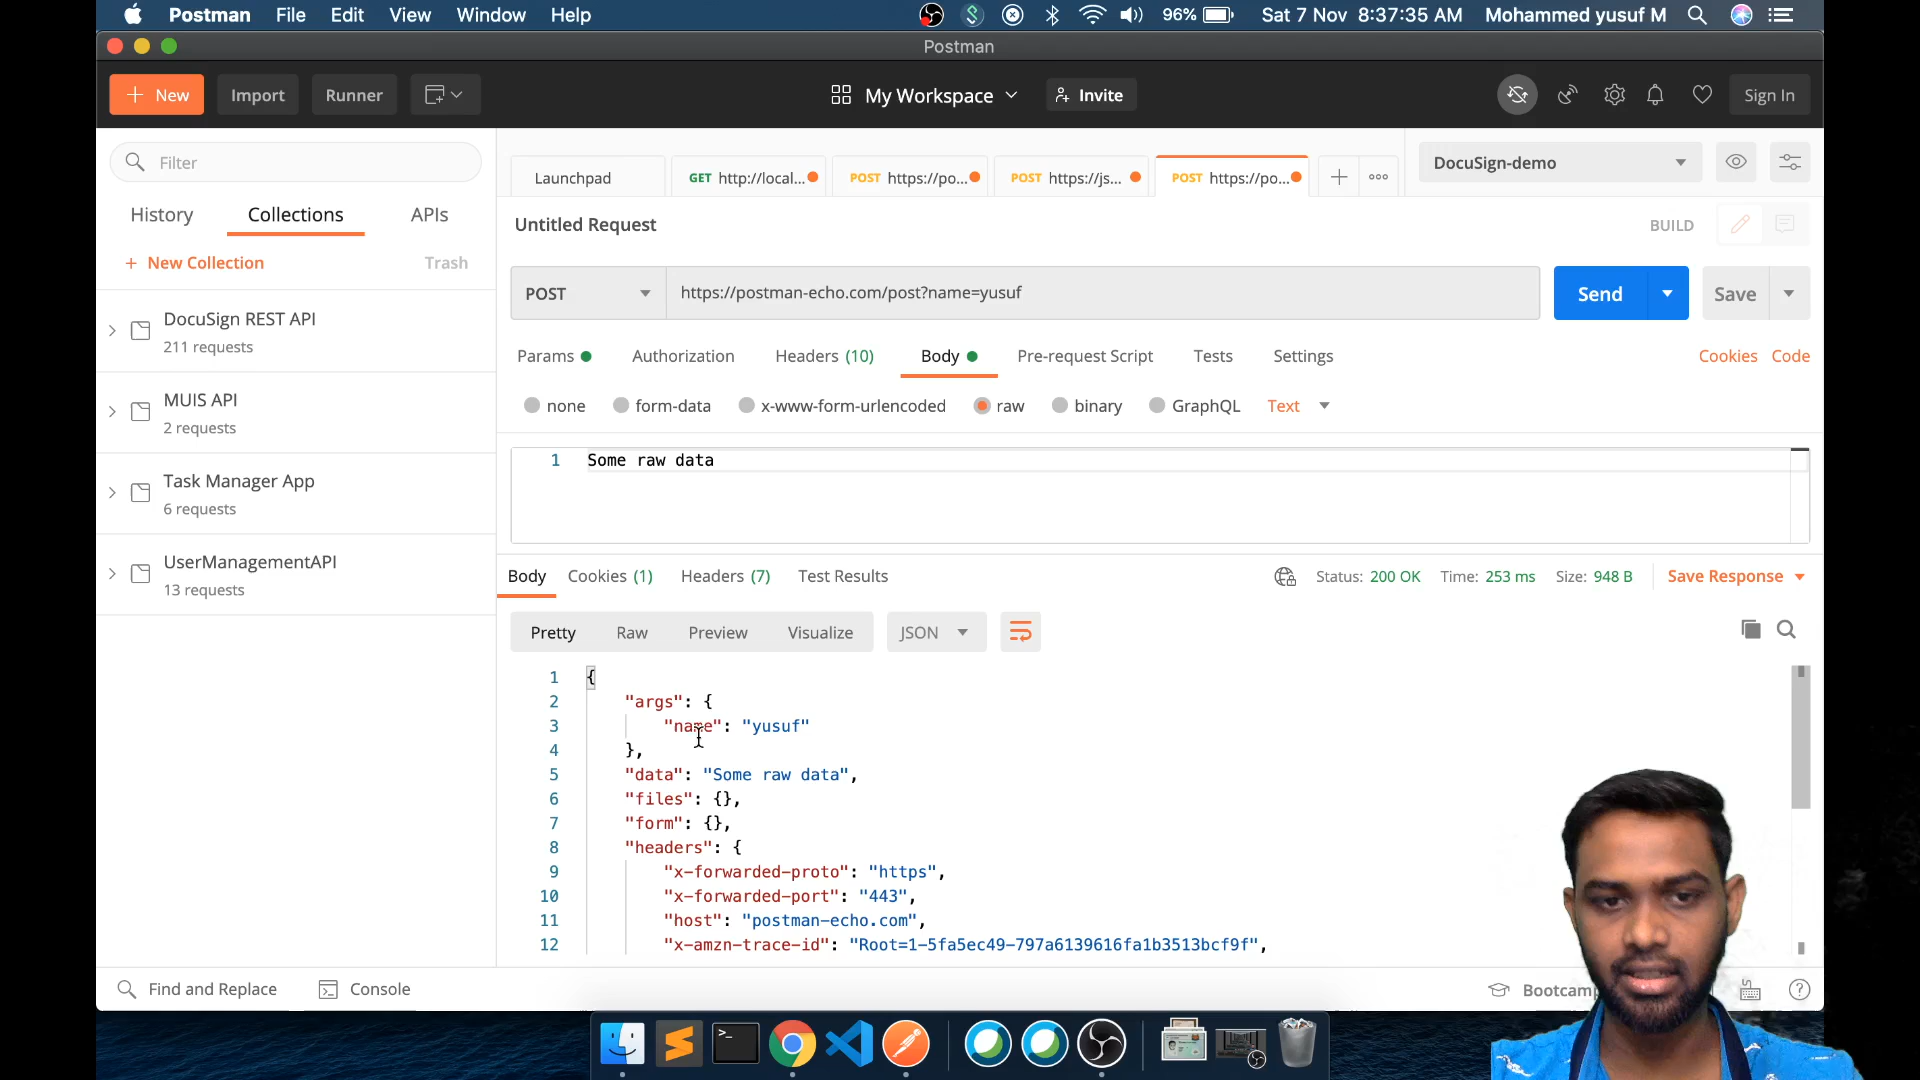 Postman File Edit View Window Help 96% Sat 7 Nov 8:37:35 AM Mohammed yusuf M
Postman
New Import Runner My Workspace Invite Sign In
Filter
History Collections APIs
+ New Collection Trash
DocuSign REST API
211 requests
MUIS API
2 requests
Task Manager App
6 requests
UserManagementAPI
13 requests
Launchpad GET http://local... POST https://po... POST https://js... POST https://po... DocuSign-demo
Untitled Request BUILD
POST https://postman-echo.com/post?name=yusuf Send Save
Params Authorization Headers (10) Body Pre-request Script Tests Settings Cookies Code
none form-data x-www-form-urlencoded raw binary GraphQL Text
1 Some raw data
Body Cookies (1) Headers (7) Test Results Status: 200 OK Time: 253 ms Size: 948 B Save Response
Pretty Raw Preview Visualize JSON
1 {
2 "args": {
3 "name": "yusuf"
4 },
5 "data": "Some raw data",
6 "files": {},
7 "form": {},
8 "headers": {
9 "x-forwarded-proto": "https",
10 "x-forwarded-port": "443",
11 "host": "postman-echo.com",
12 "x-amzn-trace-id": "Root=1-5fa5ec49-797a6139616fa1b3513bcf9f",
Find and Replace Console Bootcamp